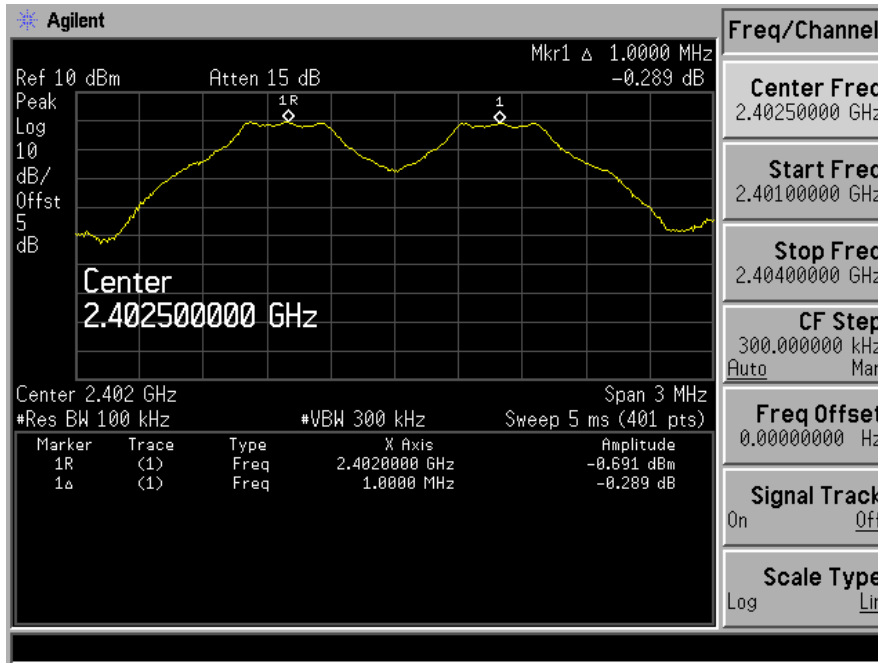 Agilent
Freq/Channel
Mkr1 Δ 1.0000 MHz
Ref 10 dBm Atten 15 dB -0.289 dB
Peak
Log
10
dB/
Offst
5
dB
1R
1
Center
2.402500000 GHz
Center 2.402 GHz Span 3 MHz
#Res BW 100 kHz #VBW 300 kHz Sweep 5 ms (401 pts)
Marker Trace Type X Axis Amplitude
1R (1) Freq 2.4020000 GHz -0.691 dBm
1Δ (1) Freq 1.0000 MHz -0.289 dB
Center Freq
2.40250000 GHz
Start Freq
2.40100000 GHz
Stop Freq
2.40400000 GHz
CF Step
300.000000 kHz
Auto Man
Freq Offset
0.00000000 Hz
Signal Track
On Off
Scale Type
Log Lin